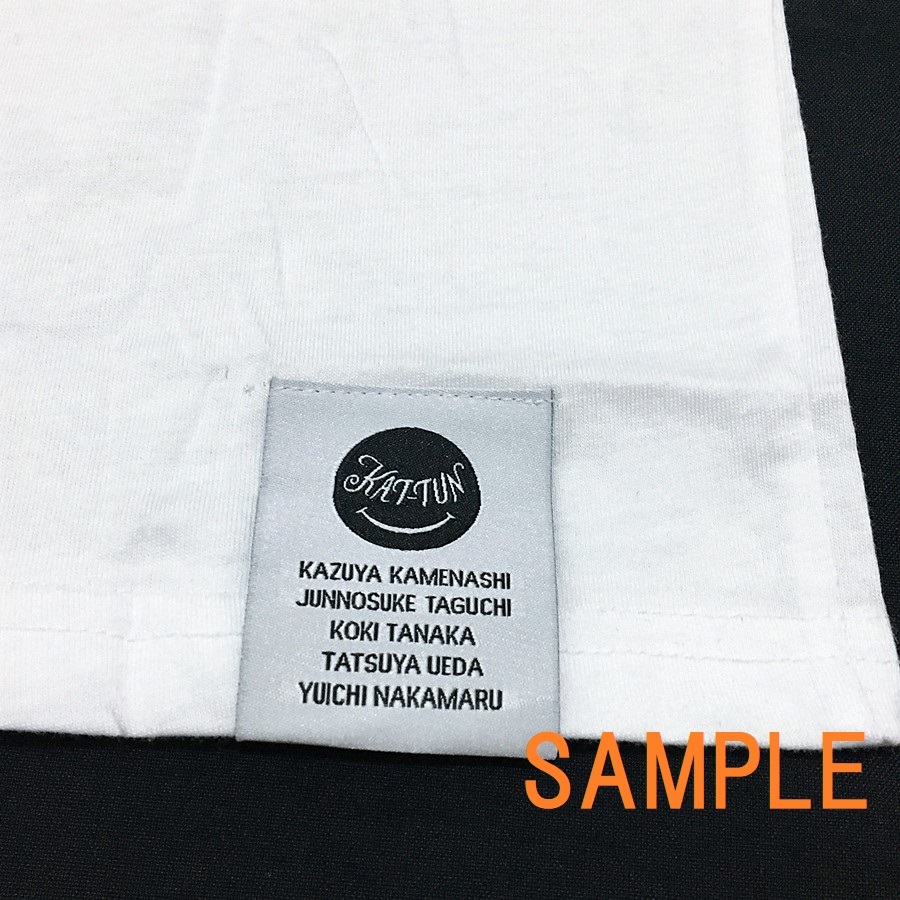 KAT-TUN
KAZUYA KAMENASHI
JUNNOSUKE TAGUCHI
KOKI TANAKA
TATSUYA UEDA
YUICHI NAKAMARU
SAMPLE